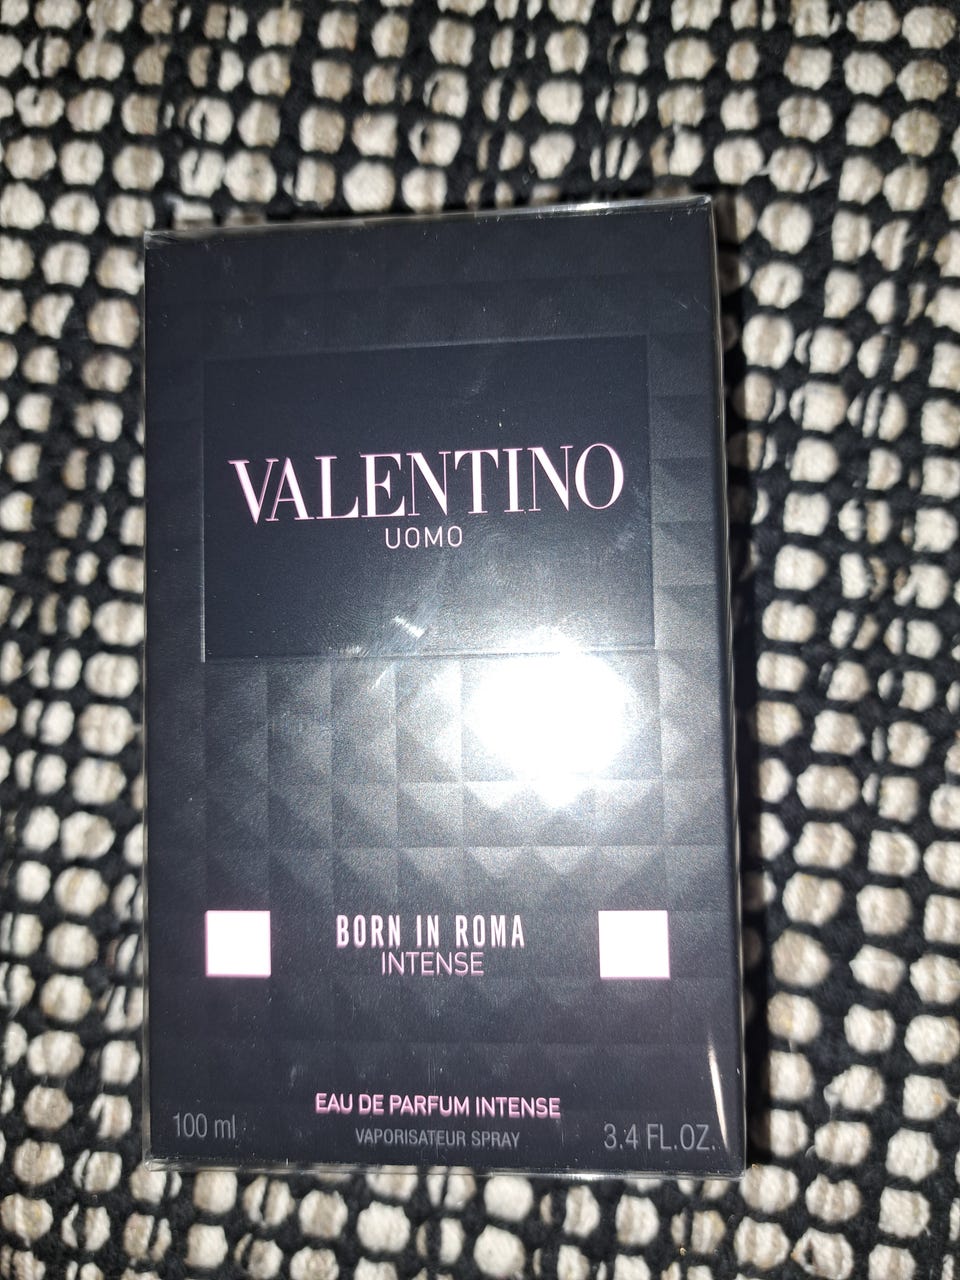 VALENTINO
UOMO
BORN IN ROMA
INTENSE
EAU DE PARFUM INTENSE
100 ml
VAPORISATEUR SPRAY
3.4 FL.OZ.